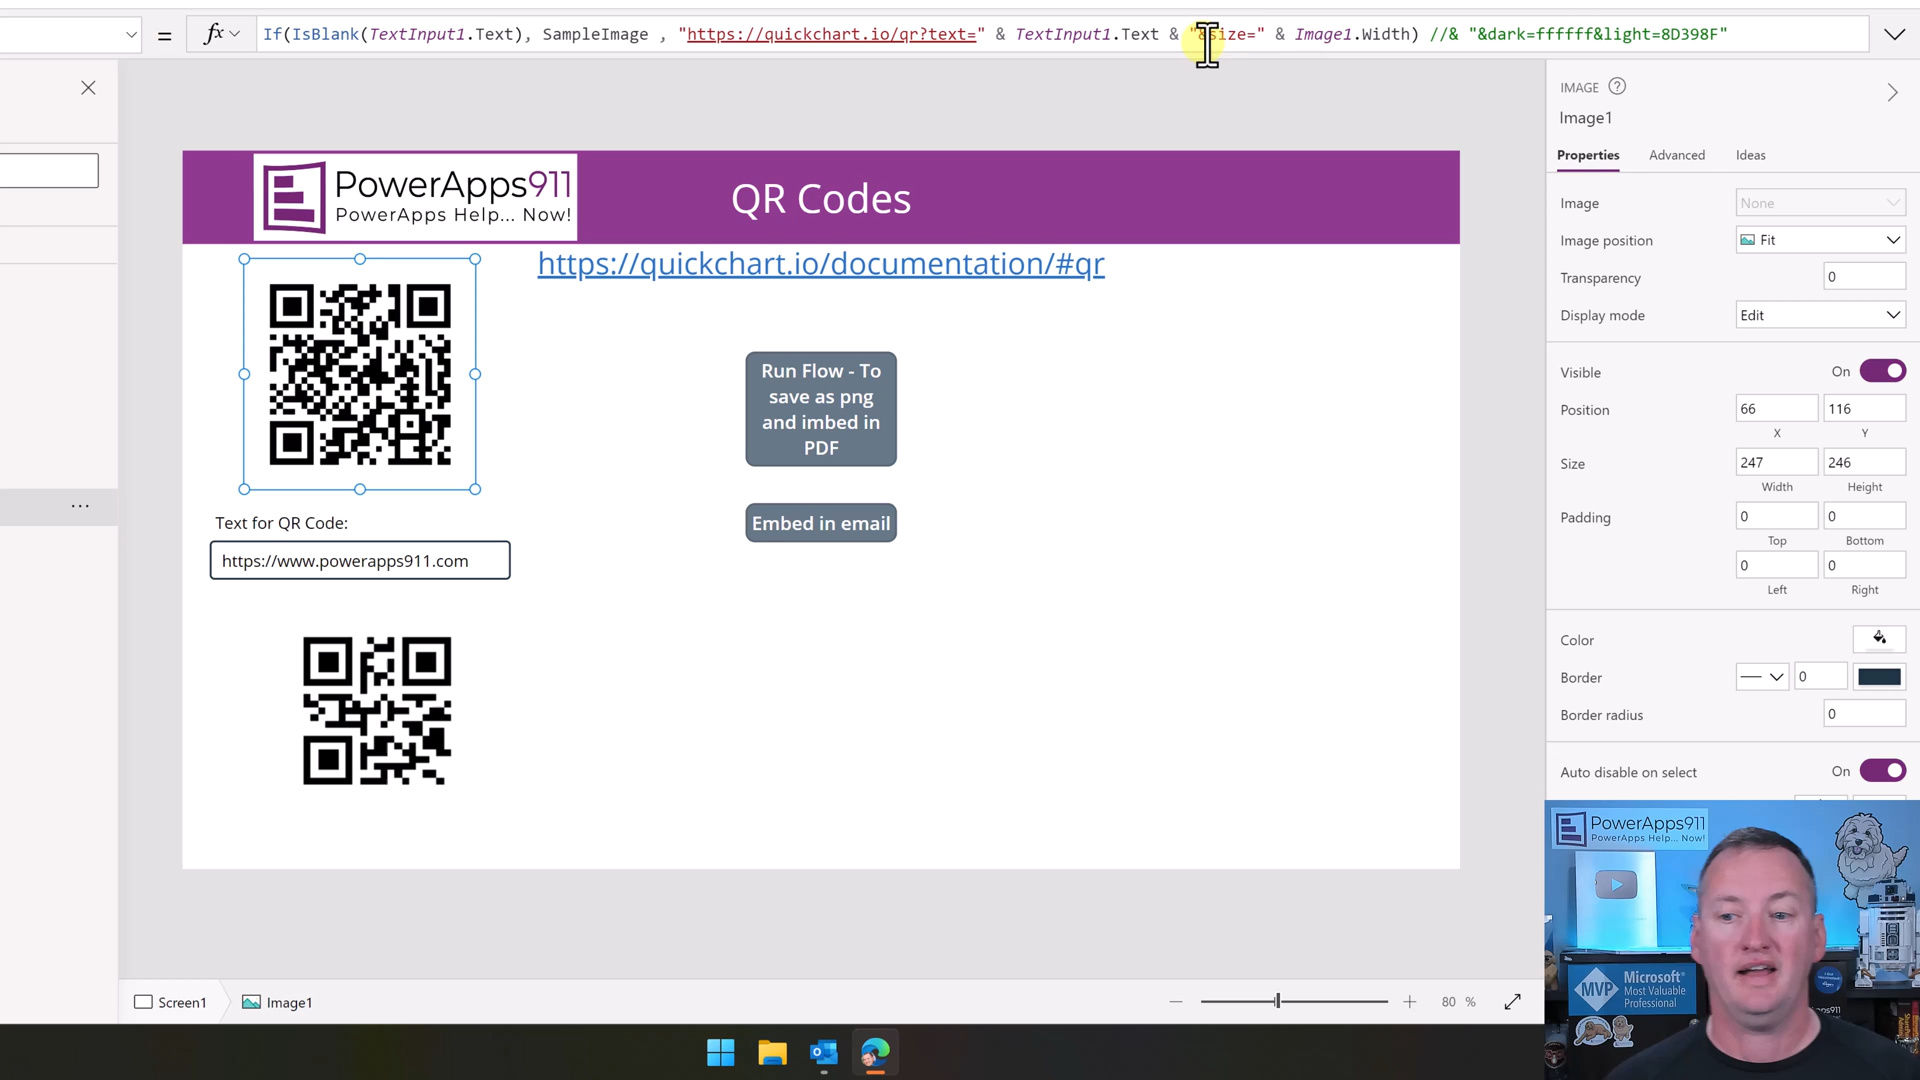 = fx If(IsBlank(TextInput1.Text), SampleImage , "https://quickchart.io/qr?text=" & TextInput1.Text & "&size=" & Image1.Width) //& "&dark=ffffff&light=8D398F"
IMAGE ?
Image1
Properties Advanced Ideas
Image None
Image position Fit
Transparency 0
Display mode Edit
Visible On
Position 66 116
X Y
Size 247 246
Width Height
Padding 0 0
Top Bottom
0 0
Left Right
Color
Border 0
Border radius 0
Auto disable on select On
PowerApps911
PowerApps Help... Now!
QR Codes
https://quickchart.io/documentation/#qr
Run Flow - To
save as png
and imbed in
PDF
Embed in email
Text for QR Code:
https://www.powerapps911.com
Screen1 Image1
80 %
PowerApps911
PowerApps Help... Now!
MVP Microsoft®
Most Valuable
Professional